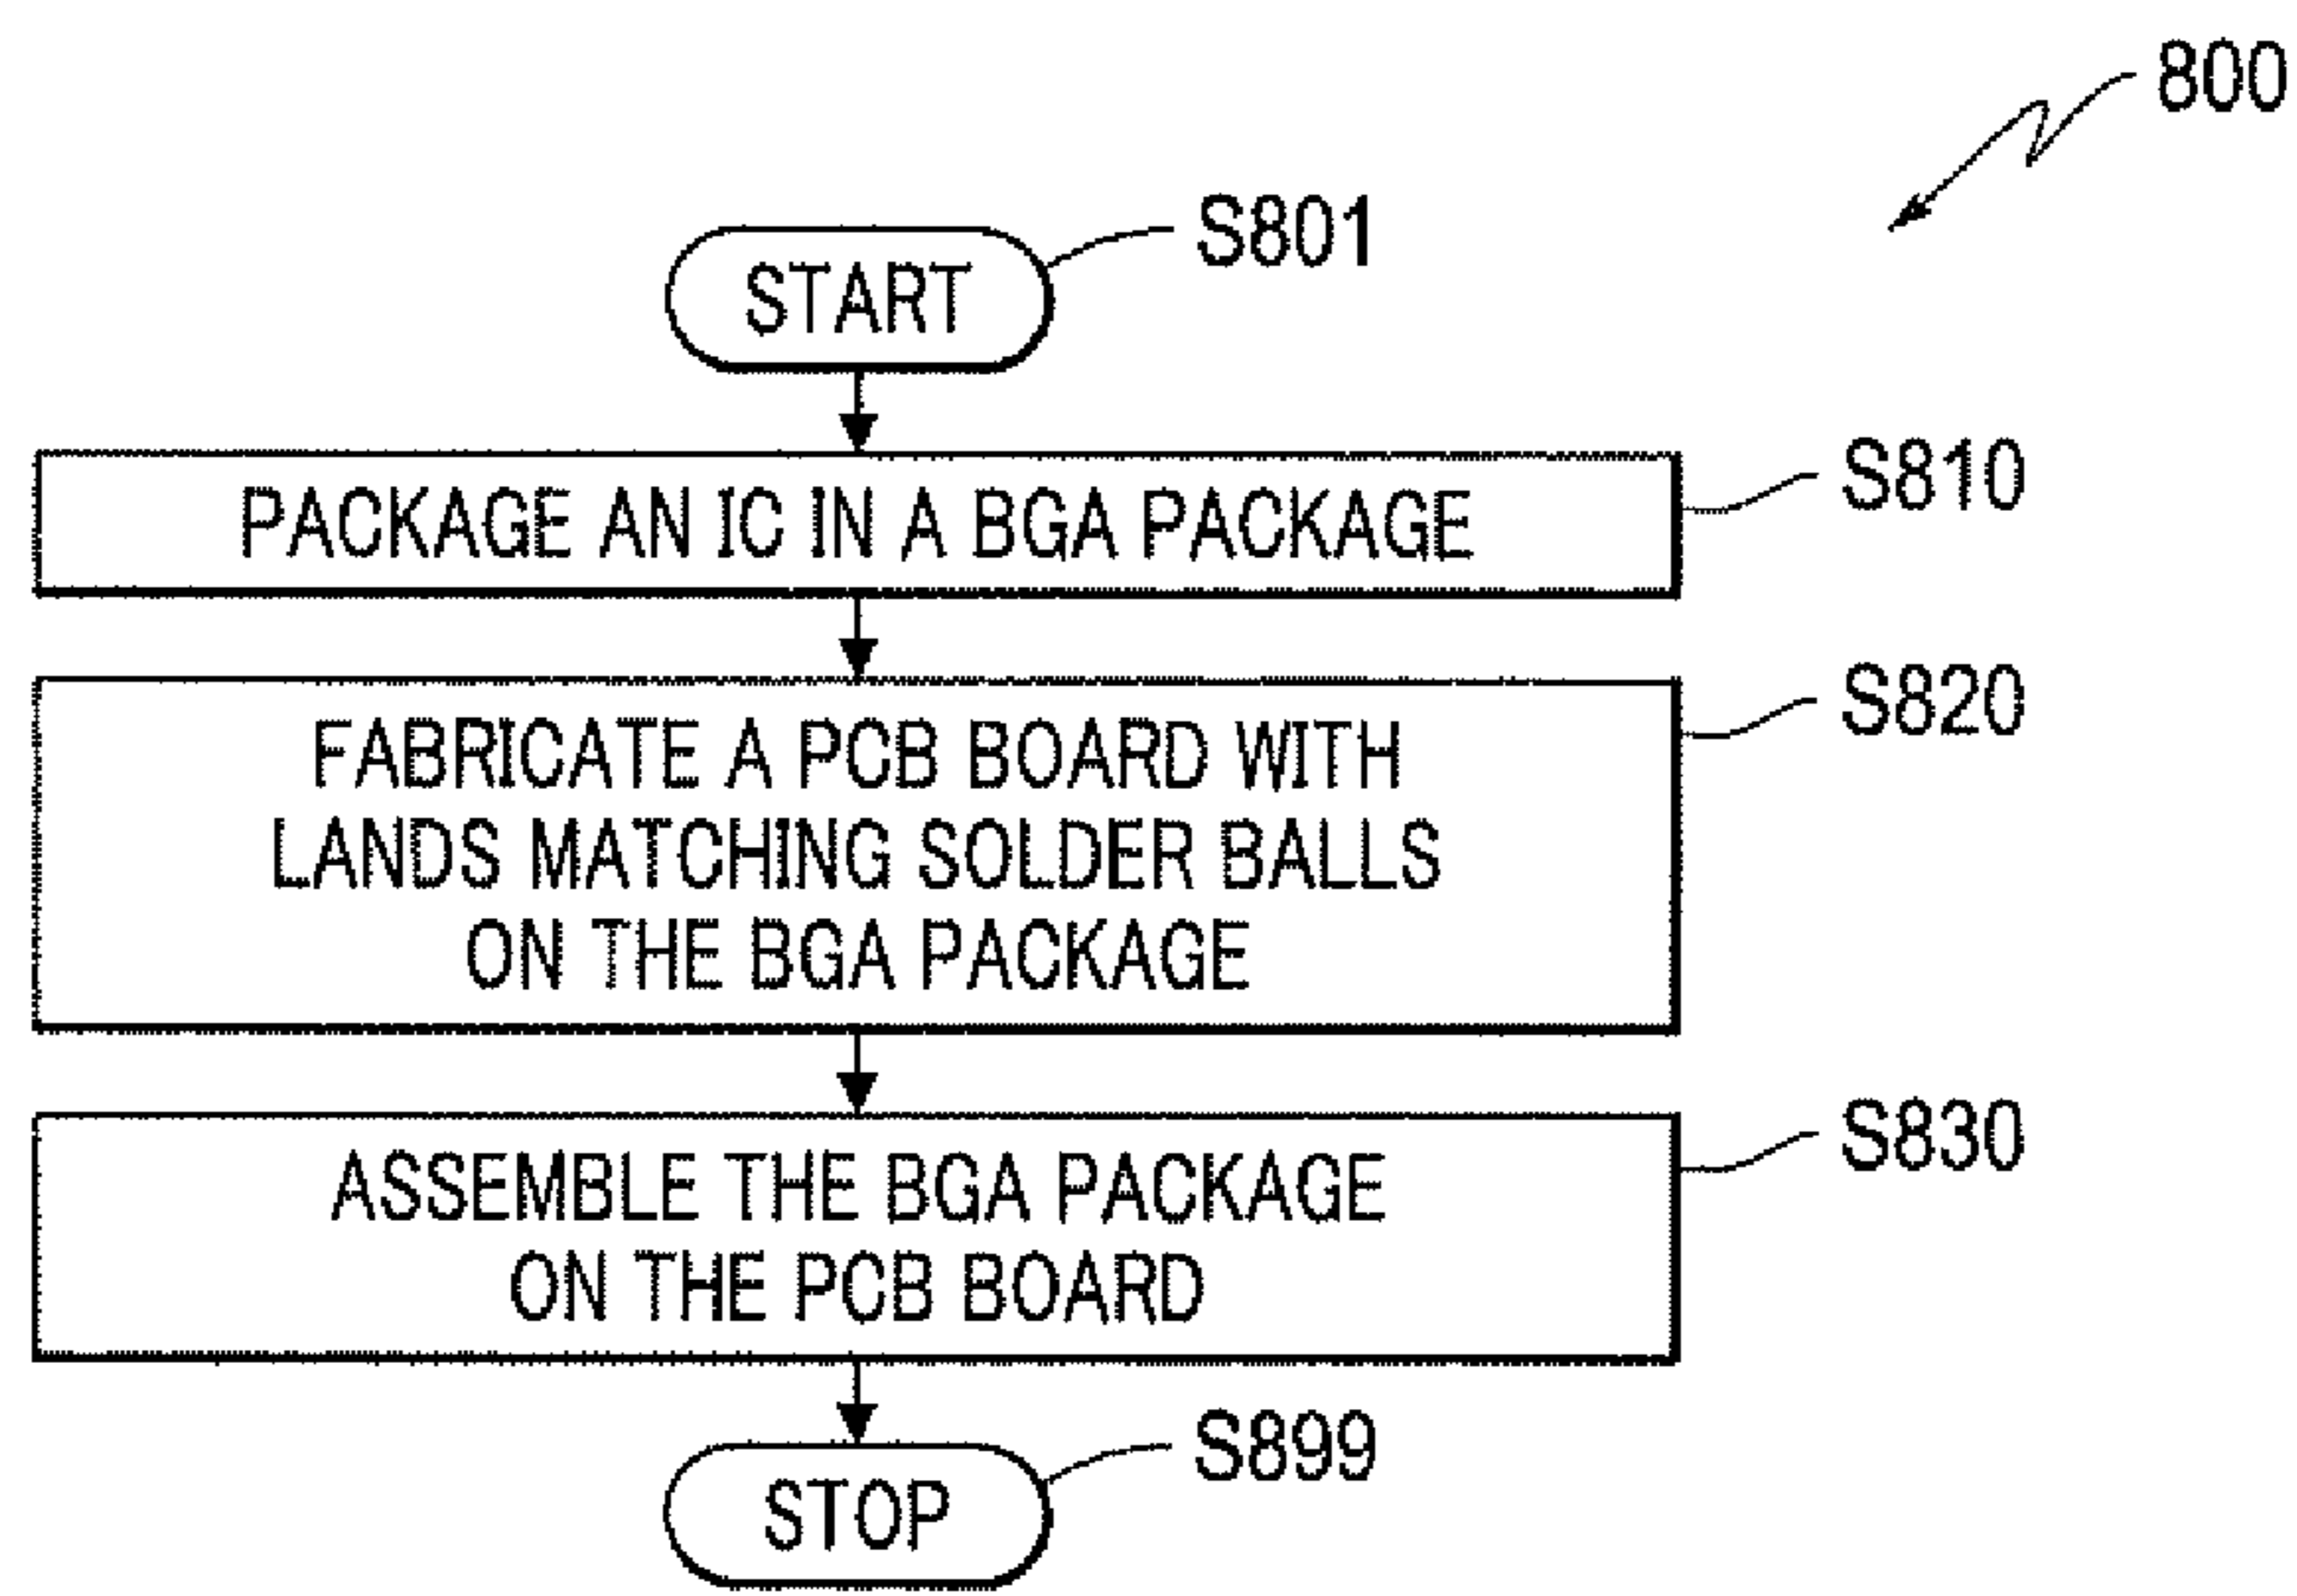 800
START
S801
PACKAGE AN IC IN A BGA PACKAGE
S810
FABRICATE A PCB BOARD WITH
LANDS MATCHING SOLDER BALLS
ON THE BGA PACKAGE
S820
ASSEMBLE THE BGA PACKAGE
ON THE PCB BOARD
S830
STOP
S899